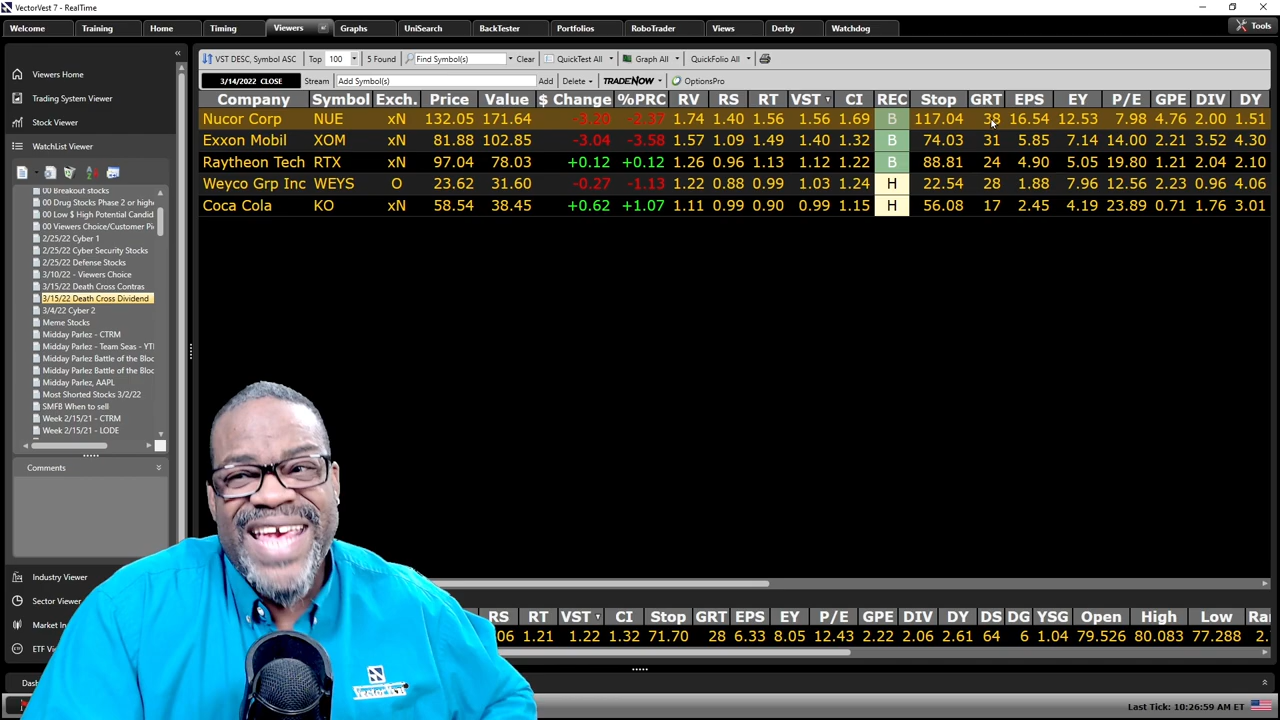 VectorVest 7 - RealTime
Welcome Training Home Timing Viewers Graphs UniSearch BackTester Portfolios RoboTrader Views Derby Watchdog Tools
VST DESC, Symbol ASC Top 100 5 Found Find Symbol(s) Clear QuickTest All Graph All QuickFolio All
3/14/2022 CLOSE Stream Add Symbol(s) Add Delete TRADENOW OptionsPro
Viewers Home
Trading System Viewer
Stock Viewer
WatchList Viewer
00 Breakout stocks
00 Drug Stocks Phase 2 or high
00 Low $ High Potential Candid
00 Viewers Choice/Customer Pi
2/25/22 Cyber 1
2/25/22 Cyber Security Stocks
2/25/22 Defense Stocks
3/10/22 - Viewers Choice
3/15/22 Death Cross Contras
3/15/22 Death Cross Dividend
3/4/22 Cyber 2
Meme Stocks
Midday Parlez - CTRM
Midday Parlez - Team Seas - YT
Midday Parlez Battle of the Bloc
Midday Parlez Battle of the Bloc
Midday Parlez, AAPL
Most Shorted Stocks 3/2/22
SMFB When to sell
Week 2/15/21 - CTRM
Week 2/15/21 - LODE
Comments
Industry Viewer
Sector Viewer
Market In
ETF Vie
Dash
Company Symbol Exch. Price Value $ Change %PRC RV RS RT VST CI REC Stop GRT EPS EY P/E GPE DIV DY
Nucor Corp NUE xN 132.05 171.64 -3.20 -2.37 1.74 1.40 1.56 1.56 1.69 B 117.04 38 16.54 12.53 7.98 4.76 2.00 1.51
Exxon Mobil XOM xN 81.88 102.85 -3.04 -3.58 1.57 1.09 1.49 1.40 1.32 B 74.03 31 5.85 7.14 14.00 2.21 3.52 4.30
Raytheon Tech RTX xN 97.04 78.03 +0.12 +0.12 1.26 0.96 1.13 1.12 1.22 B 88.81 24 4.90 5.05 19.80 1.21 2.04 2.10
Weyco Grp Inc WEYS O 23.62 31.60 -0.27 -1.13 1.22 0.88 0.99 1.03 1.24 H 22.54 28 1.88 7.96 12.56 2.23 0.96 4.06
Coca Cola KO xN 58.54 38.45 +0.62 +1.07 1.11 0.99 0.90 0.99 1.15 H 56.08 17 2.45 4.19 23.89 0.71 1.76 3.01
RS RT VST CI Stop GRT EPS EY P/E GPE DIV DY DS DG YSG Open High Low Ra
06 1.21 1.22 1.32 71.70 28 6.33 8.05 12.43 2.22 2.06 2.61 64 6 1.04 79.526 80.083 77.288 2.
VectorVest
Last Tick: 10:26:59 AM ET